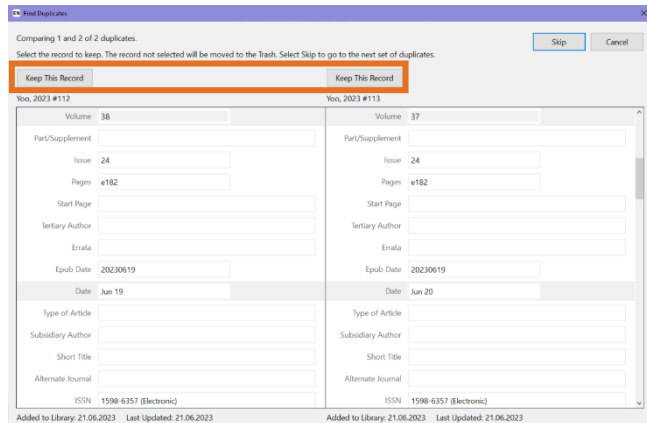 EN Find Duplicates
Comparing 1 and 2 of 2 duplicates.
Select the record to keep. The record not selected will be moved to the Trash. Select Skip to go to the next set of duplicates.
Skip Cancel
Keep This Record Keep This Record
Yoo, 2023 #112 Yoo, 2023 #113
Volume 38 Volume 37
Part/Supplement Part/Supplement
Issue 24 Issue 24
Pages e182 Pages e182
Start Page Start Page
Tertiary Author Tertiary Author
Errata Errata
Epub Date 20230619 Epub Date 20230619
Date Jun 19 Date Jun 20
Type of Article Type of Article
Subsidiary Author Subsidiary Author
Short Title Short Title
Alternate Journal Alternate Journal
ISSN 1598-6357 (Electronic) ISSN 1598-6357 (Electronic)
Added to Library: 21.06.2023 Last Updated: 21.06.2023 Added to Library: 21.06.2023 Last Updated: 21.06.2023